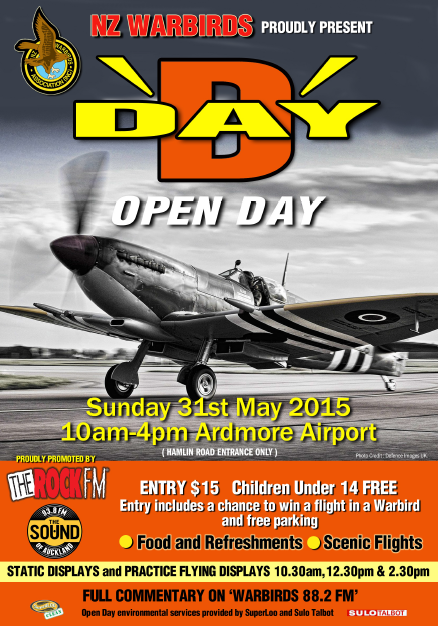 NZ WARBIRDS PROUDLY PRESENT
'D' DAY
OPEN DAY
Sunday 31st May 2015
10am-4pm Ardmore Airport
( HAMLIN ROAD ENTRANCE ONLY )
Photo Credit : Defence Images UK
PROUDLY PROMOTED BY
THE ROCK FM
93.8 FM
THE
SOUND
OF AUCKLAND
ENTRY $15 Children Under 14 FREE
Entry includes a chance to win a flight in a Warbird
and free parking
Food and Refreshments Scenic Flights
STATIC DISPLAYS and PRACTICE FLYING DISPLAYS 10.30am,12.30pm & 2.30pm
FULL COMMENTARY ON ‘WARBIRDS 88.2 FM’
Open Day environmental services provided by SuperLoo and Sulo Talbot
SULO TALBOT